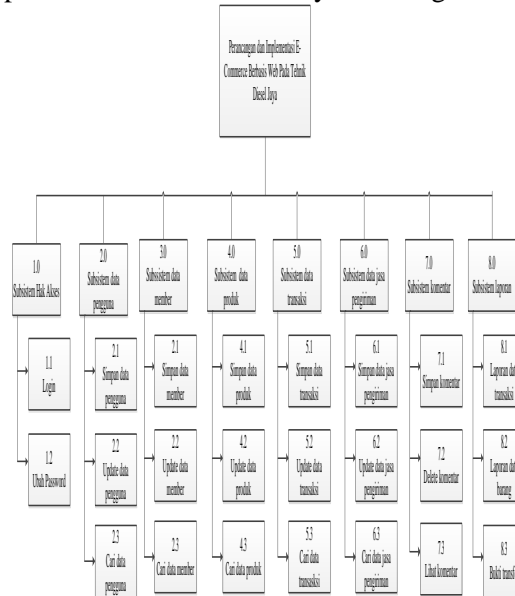 Perancangan dan Implementasi E-
Commerce Berbasis Web Pada Tehnik
Diesel Jaya
1.0
Subsistem Hak Akses
2.0
Subsistem data
pengguna
3.0
Subsistem data
member
4.0
Subsistem data
produk
5.0
Subsistem data
transaksi
6.0
Subsistem data jasa
pengiriman
7.0
Subsistem komentar
8.0
Subsistem laporan
1.1
Login
1.2
Ubah Password
2.1
Simpan data
pengguna
2.2
Update data
pengguna
2.3
Cari data
pengguna
2.1
Simpan data
member
2.2
Update data
member
2.3
Cari data member
4.1
Simpan data
produk
4.2
Update data
produk
4.3
Cari data produk
5.1
Simpan data
transaksi
5.2
Update data
transaksi
5.3
Cari data
transaksksi
6.1
Simpan data jasa
pengiriman
6.2
Update data jasa
pengiriman
6.3
Cari data jasa
pengiriman
7.1
Simpan komentar
7.2
Delete komentar
7.3
Lihat komentar
8.1
Laporan dat
transaksi
8.2
Laporan dat
barang
8.3
Bukti transf